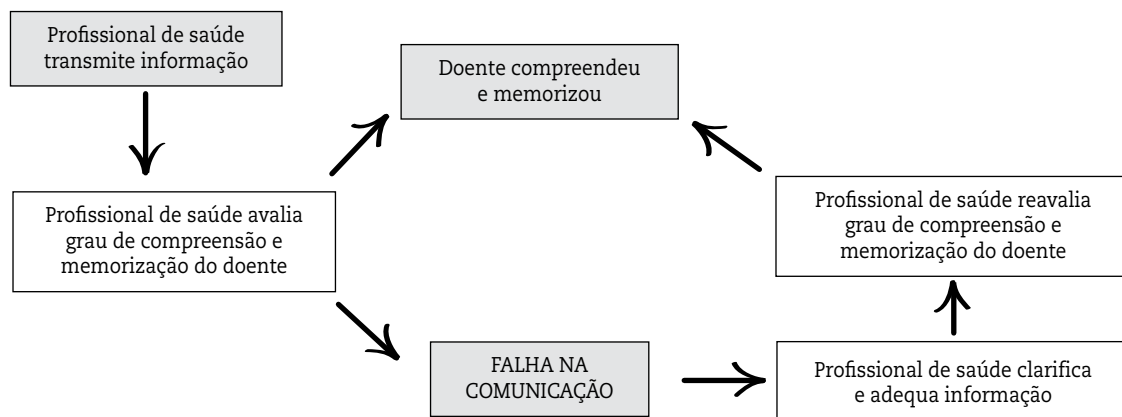 Profissional de saúde
transmite informação
Doente compreendeu
e memorizou
Profissional de saúde avalia
grau de compreensão e
memorização do doente
Profissional de saúde reavalia
grau de compreensão e
memorização do doente
FALHA NA
COMUNICAÇÃO
Profissional de saúde clarifica
e adequa informação